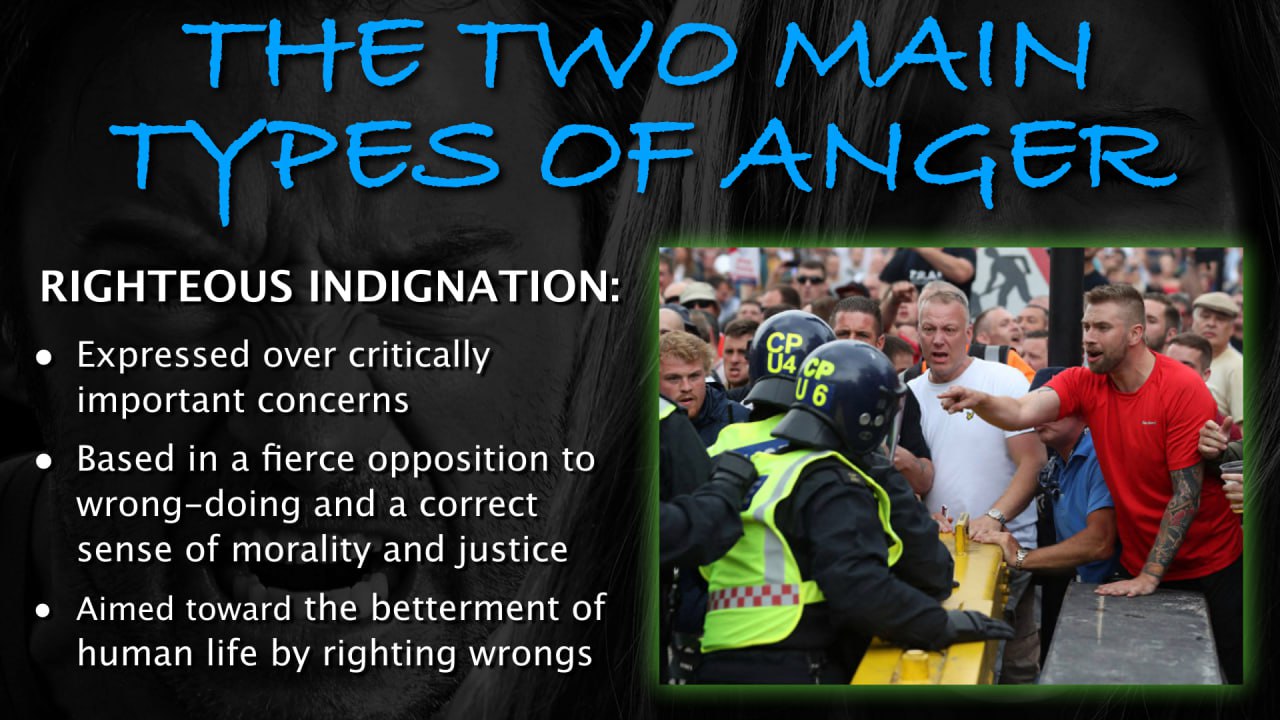 THE TWO MAIN
TYPES OF ANGER
RIGHTEOUS INDIGNATION:
• Expressed over critically
important concerns
• Based in a fierce opposition to
wrong-doing and a correct
sense of morality and justice
• Aimed toward the betterment of
human life by righting wrongs
CP
U4
CP
U 6